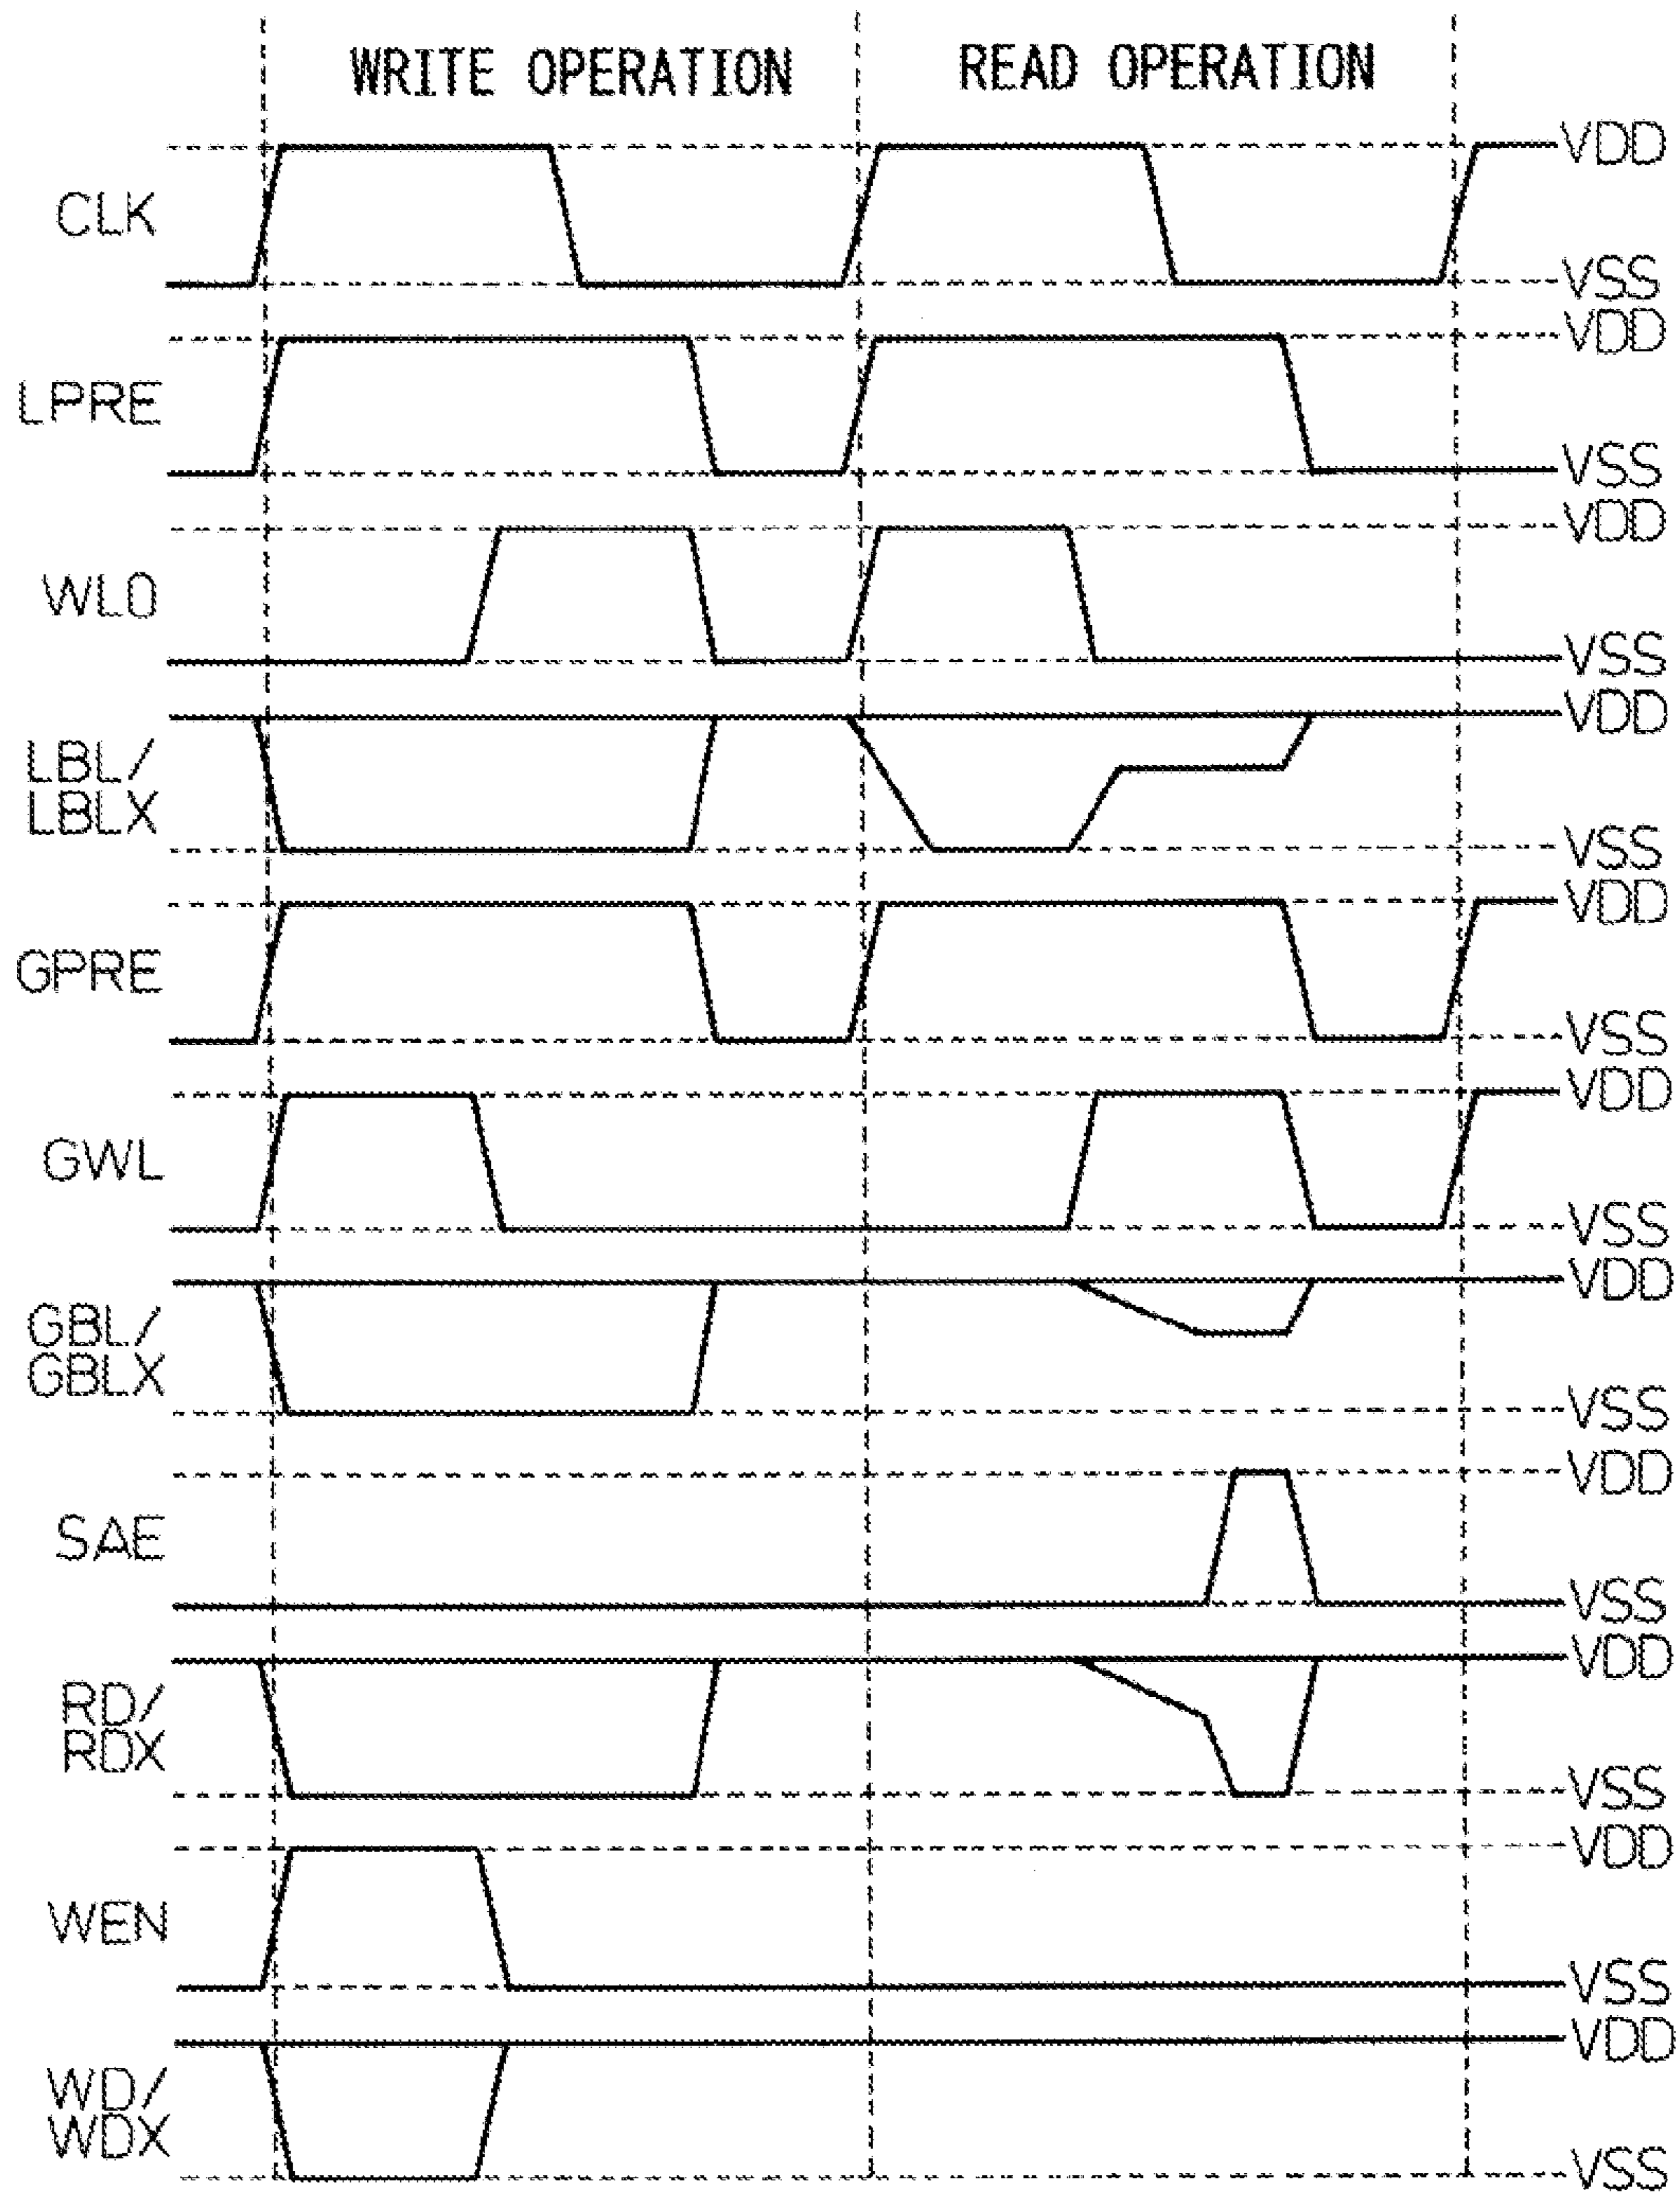 WRITE OPERATION READ OPERATION
VDD
CLK
VSS
VDD
LPRE
VSS
VDD
WL0
VSS
VDD
LBL/
LBLX
VSS
VDD
GPRE
VSS
VDD
GWL
VSS
VDD
GBL/
GBLX
VSS
VDD
SAE
VSS
VDD
RD/
RDX
VSS
VDD
WEN
VSS
VDD
WD/
WDX
VSS